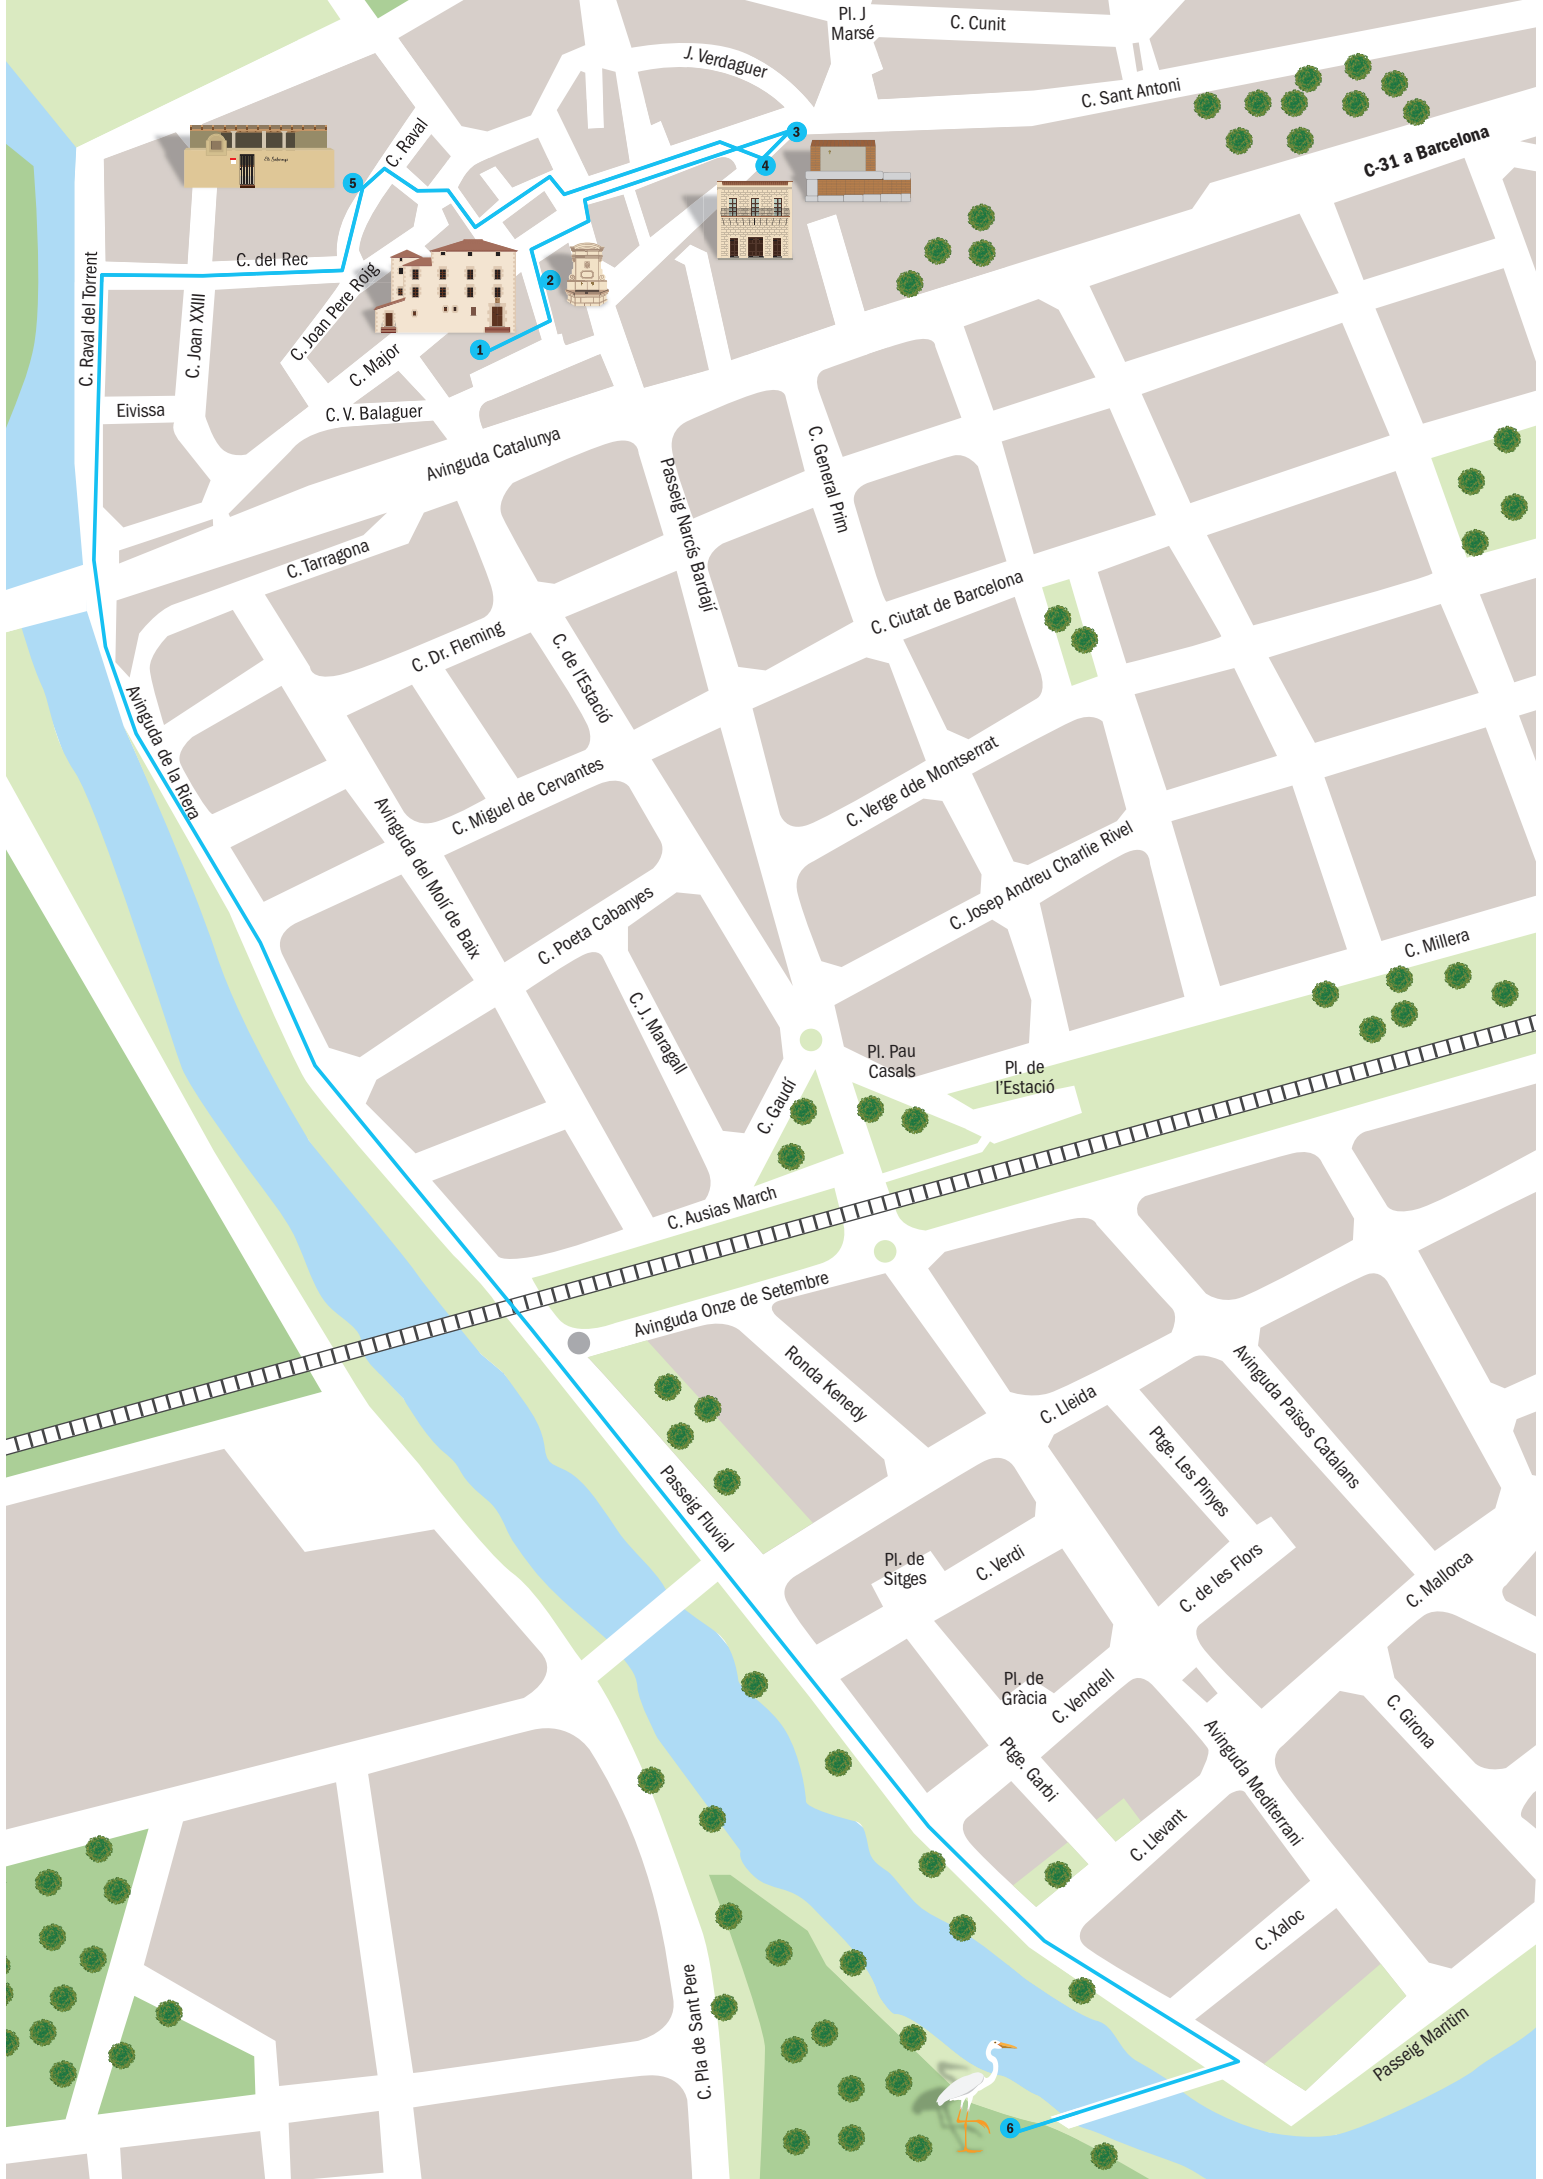 Pl. J
Marsé
C. Cunit
J. Verdaguer
C. Sant Antoni
C-31 a Barcelona
C. Raval
Els Safareigs
3
4
5
C. del Rec
C. Raval del Torrent
C. Joan XXIII
C. Joan Pere Roig
2
1
C. Major
Eivissa
C. V. Balaguer
Avinguda Catalunya
Passeig Narcís Bardají
C. General Prim
C. Tarragona
C. Ciutat de Barcelona
C. Dr. Fleming
C. de l'Estació
Avinguda de la Riera
C. Verge dde Montserrat
C. Miguel de Cervantes
Avinguda del Molí de Baix
C. Josep Andreu Charlie Rivel
C. Poeta Cabanyes
C. Millera
C. J. Maragall
Pl. Pau
Casals
Pl. de
l'Estació
C. Gaudí
C. Ausias March
Avinguda Onze de Setembre
Ronda Kenedy
C. Lleida
Avinguda Països Catalans
Ptge. Les Pinyes
Passeig Fluvial
Pl. de
Sitges
C. Verdi
C. de les Flors
C. Mallorca
Pl. de
Gràcia
C. Vendrell
C. Girona
Ptge. Garbi
Avinguda Mediterrani
C. Llevant
C. Xaloc
C. Pla de Sant Pere
Passeig Maritim
6